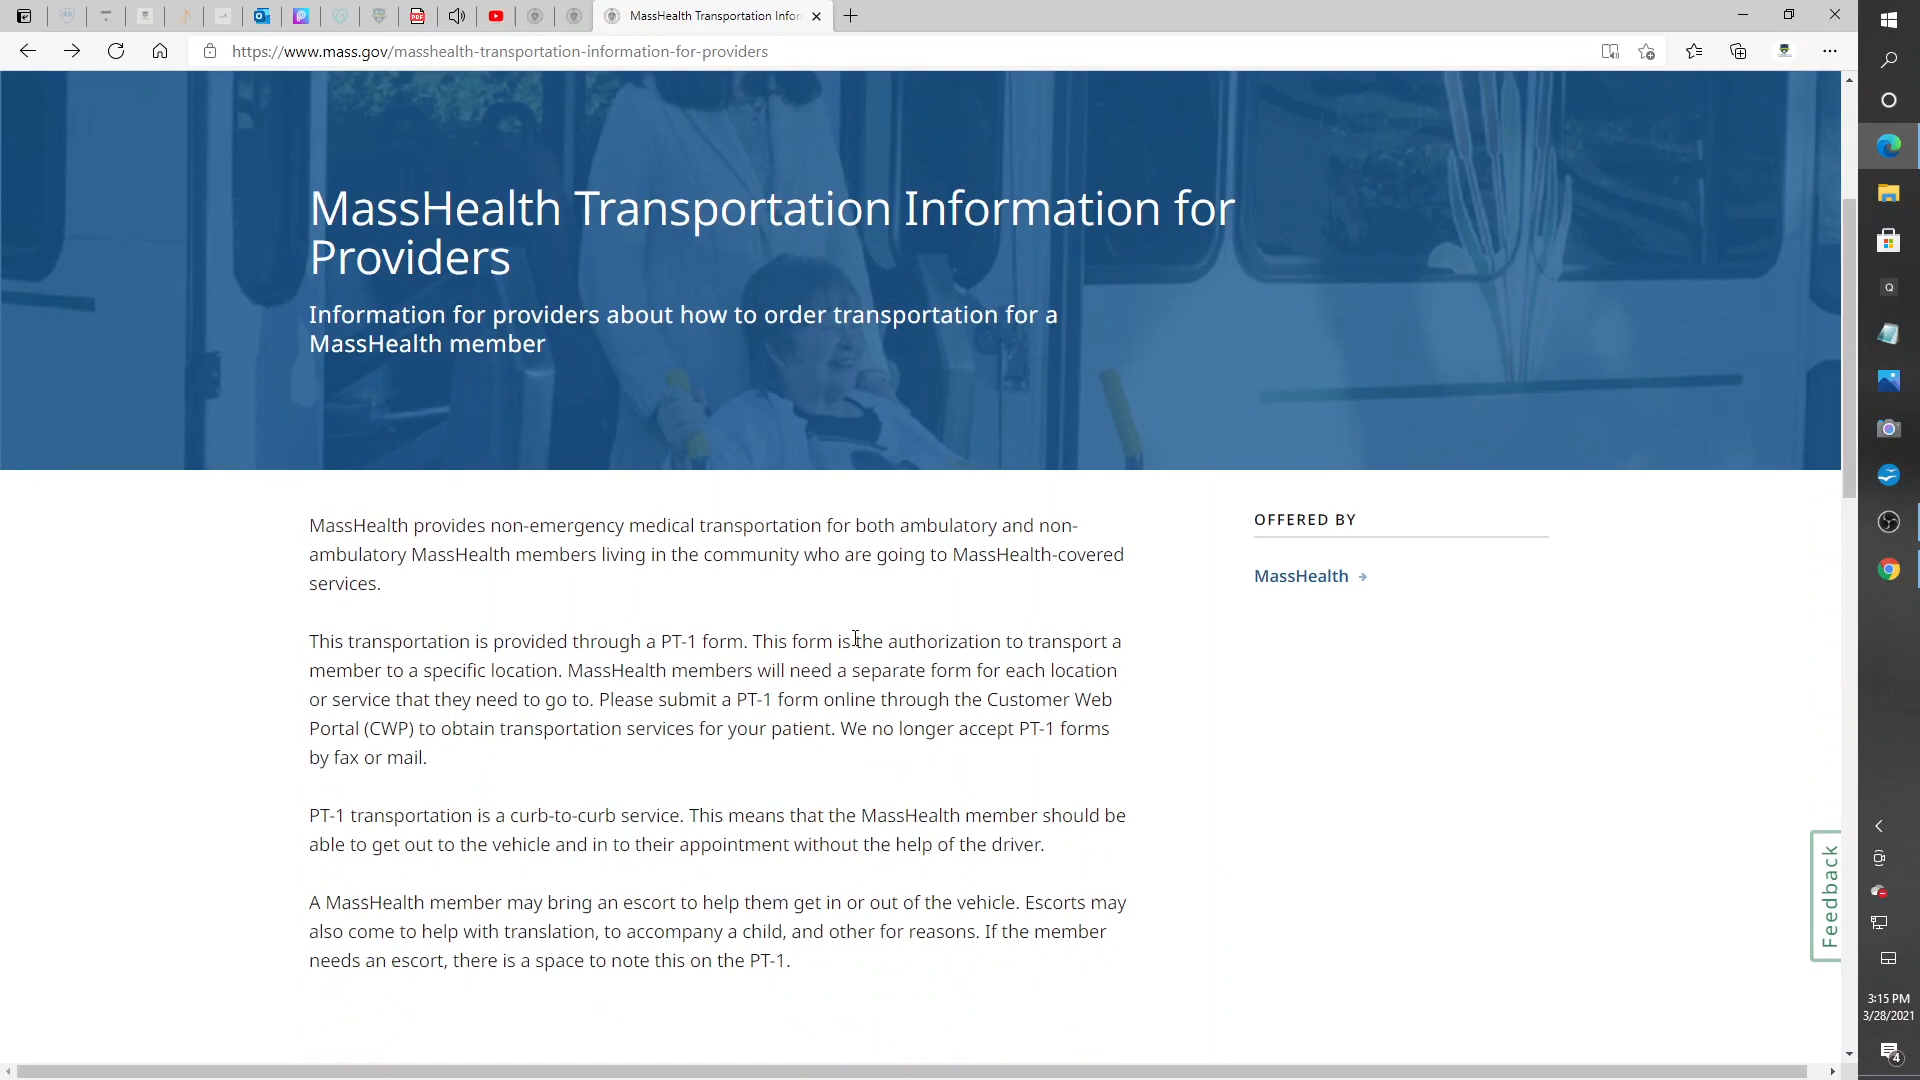 MassHealth Transportation Infor
https://www.mass.gov/masshealth-transportation-information-for-providers
MassHealth Transportation Information for
Providers
Information for providers about how to order transportation for a
MassHealth member
MassHealth provides non-emergency medical transportation for both ambulatory and non-
ambulatory MassHealth members living in the community who are going to MassHealth-covered
services.
This transportation is provided through a PT-1 form. This form is the authorization to transport a
member to a specific location. MassHealth members will need a separate form for each location
or service that they need to go to. Please submit a PT-1 form online through the Customer Web
Portal (CWP) to obtain transportation services for your patient. We no longer accept PT-1 forms
by fax or mail.
PT-1 transportation is a curb-to-curb service. This means that the MassHealth member should be
able to get out to the vehicle and in to their appointment without the help of the driver.
A MassHealth member may bring an escort to help them get in or out of the vehicle. Escorts may
also come to help with translation, to accompany a child, and other for reasons. If the member
needs an escort, there is a space to note this on the PT-1.
OFFERED BY
MassHealth
Feedback
3:15 PM
3/28/2021
4